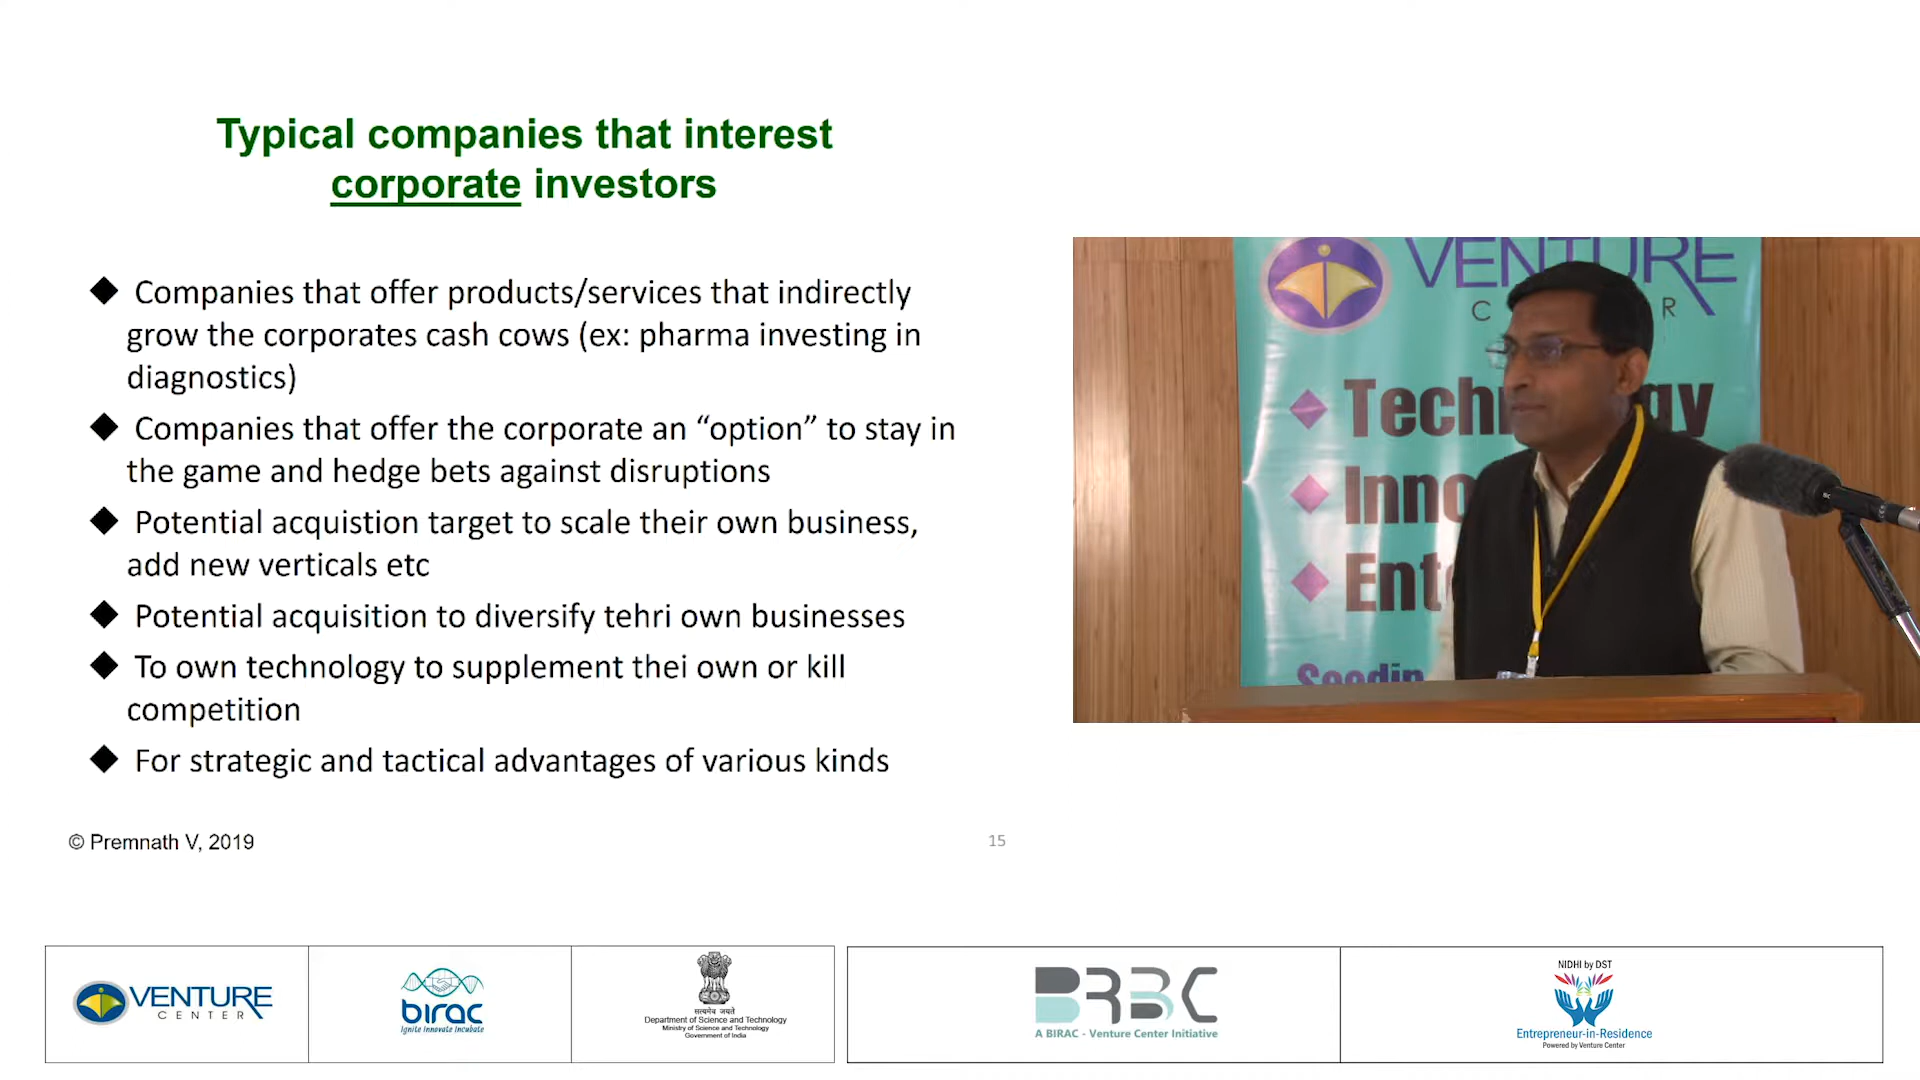 Typical companies that interest
corporate investors
◆ Companies that offer products/services that indirectly
grow the corporates cash cows (ex: pharma investing in
diagnostics)
◆ Companies that offer the corporate an “option” to stay in
the game and hedge bets against disruptions
◆ Potential acquistion target to scale their own business,
add new verticals etc
◆ Potential acquisition to diversify tehri own businesses
◆ To own technology to supplement thei own or kill
competition
◆ For strategic and tactical advantages of various kinds
© Premnath V, 2019
15
VENTURE
VENTURE
CENTER
birac
Ignite Innovate Incubate
सत्यमेव जयते
Department of Science and Technology
Ministry of Science and Technology
Government of India
BRBC
A BIRAC - Venture Center Initiative
NIDHI by DST
Entrepreneur-in-Residence
Powered by Venture Center